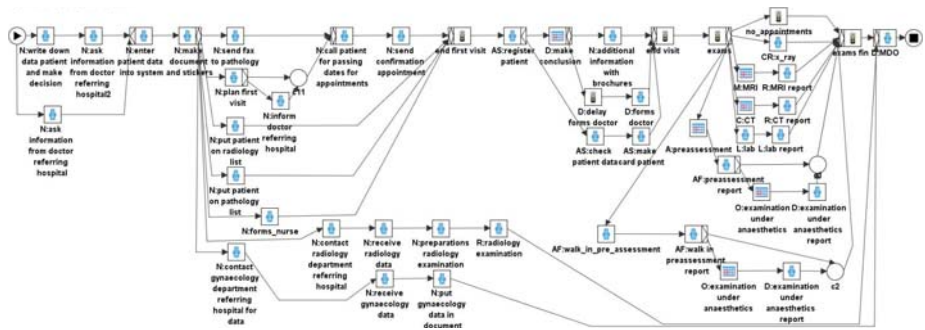 N:write down
data patient
and make
decision
N:ask
information
from doctor
referring
hospital2
N:enter
patient data
into system
N:make
document
and stickers
N:send fax
to pathology
N:plan first
visit
c11
N:inform
doctor
referring
hospital
N:call patient
for passing
dates for
appointments
N:send
confirmation
appointment
end first visit
AS:register
patient
D:make
conclusion
N:additional
information
with
brochures
end visit
exams
no_appointments
CR:x_ray
exams fin
D:MDO
M:MRI
R:MRI report
C:CT
R:CT report
L:lab
L:lab report
N:ask
information
from doctor
referring
hospital
N:put patient
on radiology
list
N:put patient
on pathology
list
N:forms_nurse
D:delay
forms doctor
D:forms
doctor
AS:check
patient data
AS:make
card patient
A:preassessment
AF:preassessment
report
O:examination
under
anaesthetics
D:examination
under
anaesthetics
report
N:contact
radiology
department
referring
hospital
N:receive
radiology
data
N:preparations
radiology
examination
R:radiology
examination
AF:walk_in_pre_assessment
AF:walk in
preassessment
report
O:examination
under
anaesthetics
D:examination
under
anaesthetics
report
c2
N:contact
gynaecology
department
referring
hospital for
data
N:receive
gynaecology
data
N:put
gynaecology
data in
document